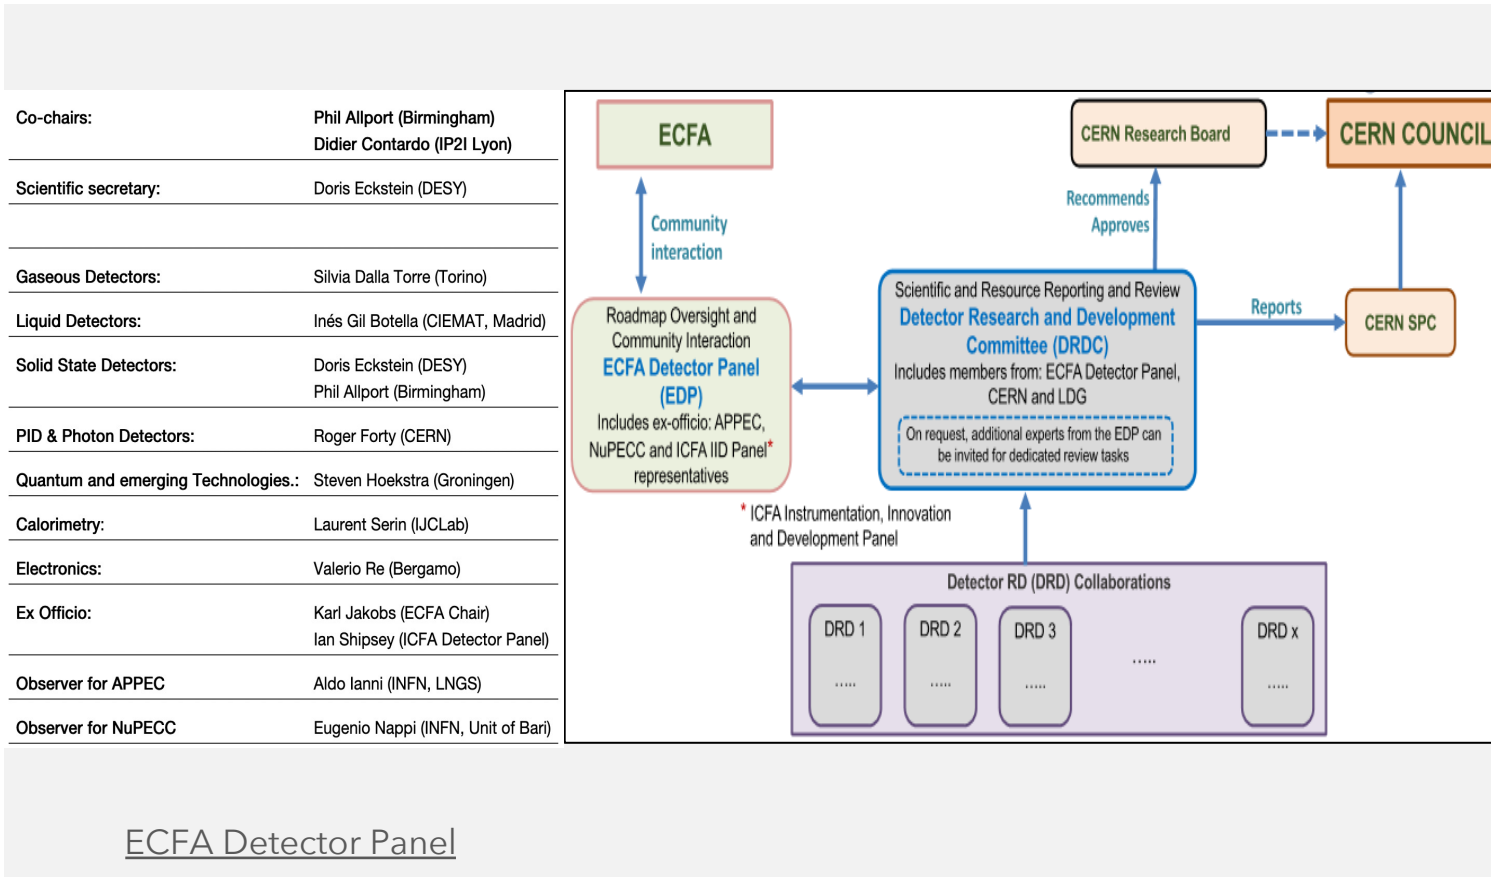 Co-chairs: Phil Allport (Birmingham)
Didier Contardo (IP2I Lyon)
Scientific secretary: Doris Eckstein (DESY)
Gaseous Detectors: Silvia Dalla Torre (Torino)
Liquid Detectors: Inés Gil Botella (CIEMAT, Madrid)
Solid State Detectors: Doris Eckstein (DESY)
Phil Allport (Birmingham)
PID & Photon Detectors: Roger Forty (CERN)
Quantum and emerging Technologies.: Steven Hoekstra (Groningen)
Calorimetry: Laurent Serin (IJCLab)
Electronics: Valerio Re (Bergamo)
Ex Officio: Karl Jakobs (ECFA Chair)
Ian Shipsey (ICFA Detector Panel)
Observer for APPEC Aldo Ianni (INFN, LNGS)
Observer for NuPECC Eugenio Nappi (INFN, Unit of Bari)
ECFA
CERN Research Board
CERN COUNCIL
Community
interaction
Recommends
Approves
Roadmap Oversight and
Community Interaction
ECFA Detector Panel
(EDP)
Includes ex-officio: APPEC,
NuPECC and ICFA IID Panel*
representatives
Scientific and Resource Reporting and Review
Detector Research and Development
Committee (DRDC)
Includes members from: ECFA Detector Panel,
CERN and LDG
On request, additional experts from the EDP can
be invited for dedicated review tasks
Reports
CERN SPC
* ICFA Instrumentation, Innovation
and Development Panel
Detector RD (DRD) Collaborations
DRD 1
.....
DRD 2
.....
DRD 3
.....
.....
DRD x
.....
ECFA Detector Panel